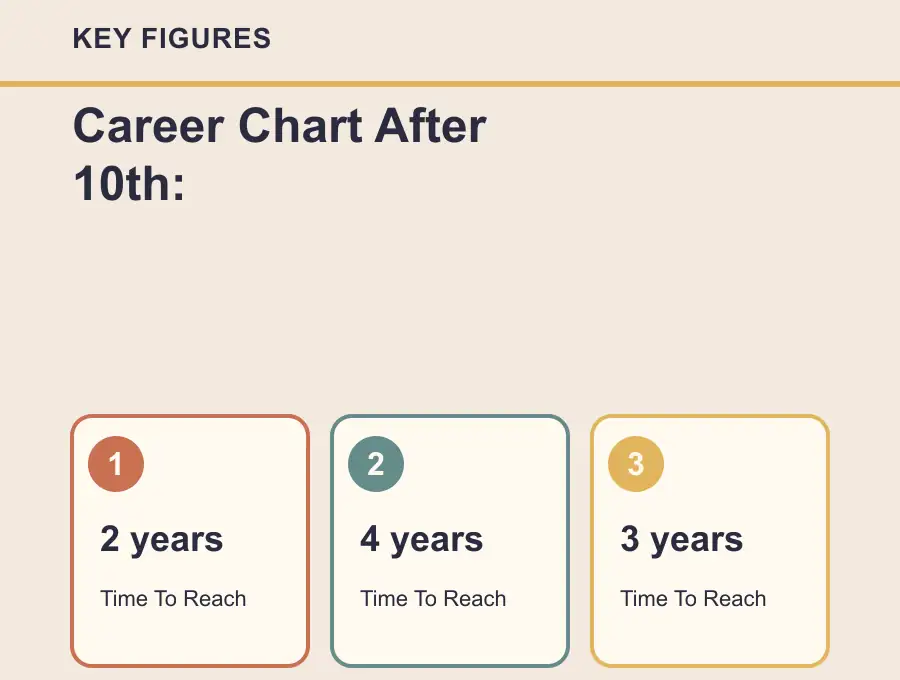 KEY FIGURES
Career Chart After
10th:
1
2 years
Time To Reach
2
4 years
Time To Reach
3
3 years
Time To Reach